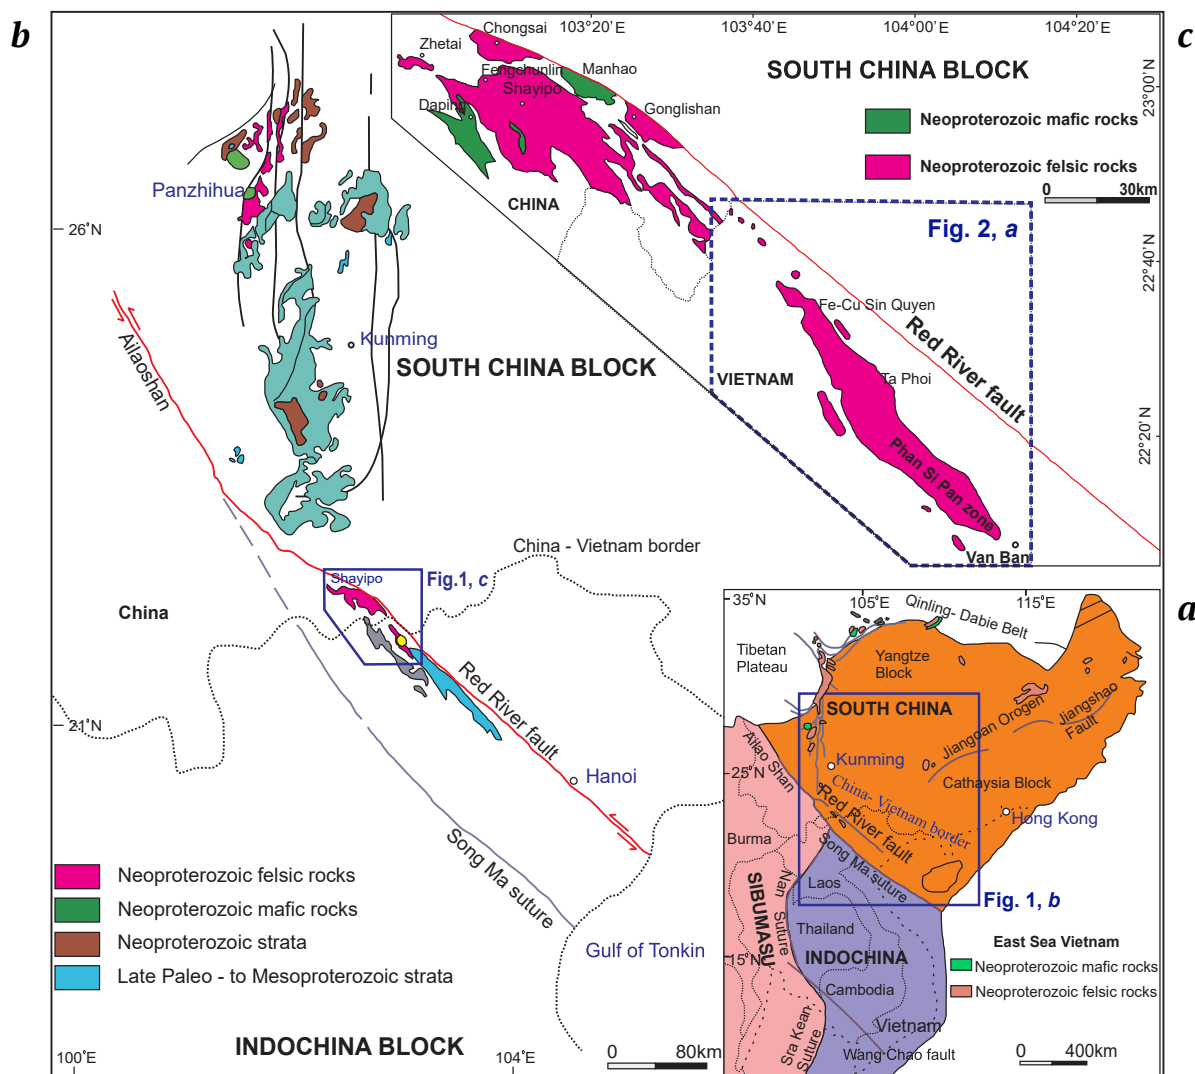 b
c
103°20'E
103°40'E
104°00'E
104°20'E
Chongsai
Zhetai
Fengchunlin
Manhao
Shayipo
Daping
Gonglishan
SOUTH CHINA BLOCK
Neoproterozoic mafic rocks
Neoproterozoic felsic rocks
0 30km
23°00'N
22°40'N
22°20'N
CHINA
Fig. 2, a
Fe-Cu Sin Quyen
Red River fault
VIETNAM
Ta Phoi
Phan Si Pan zone
Van Ban
Panzhihua
26°N
Kunming
SOUTH CHINA BLOCK
Ailaoshan
China - Vietnam border
Shayipo
Fig.1, c
China
Red River fault
21°N
Hanoi
Song Ma suture
Gulf of Tonkin
Neoproterozoic felsic rocks
Neoproterozoic mafic rocks
Neoproterozoic strata
Late Paleo - to Mesoproterozoic strata
INDOCHINA BLOCK
100°E
104°E
0 80km
a
35°N
105°E
115°E
Qinling- Dabie Belt
Tibetan
Plateau
Yangtze
Block
SOUTH CHINA
Jiangshao
Fault
Jiangoan Orogen
Ailao Shan
Kunming
25°N
Cathaysia Block
China- Vietnam border
Red River fault
Hong Kong
Burma
Song Ma suture
Nan Suture
Laos
SIBUMASU
Fig. 1, b
Thailand
INDOCHINA
15°N
Cambodia
Vietnam
Sra Kean
Suture
Wang Chao fault
East Sea Vietnam
Neoproterozoic mafic rocks
Neoproterozoic felsic rocks
0 400km